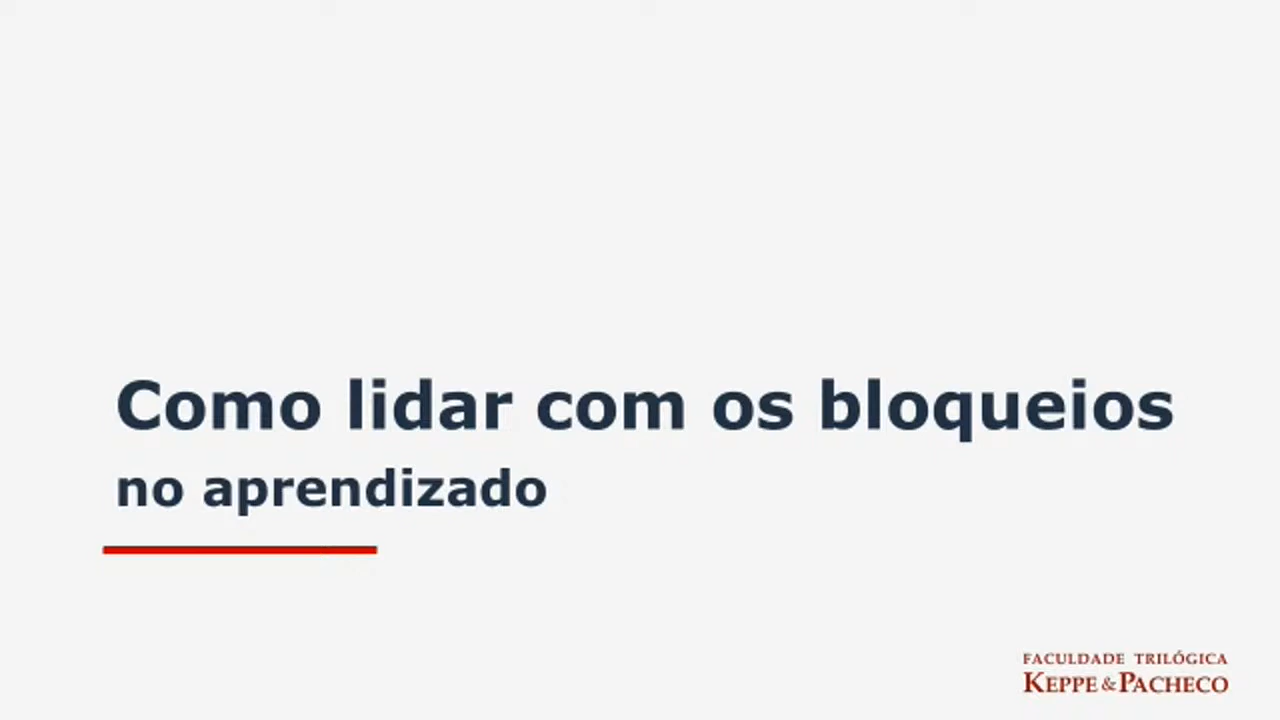 Como lidar com os bloqueios
no aprendizado
FACULDADE TRILÓGICA
KEPPE & PACHECO